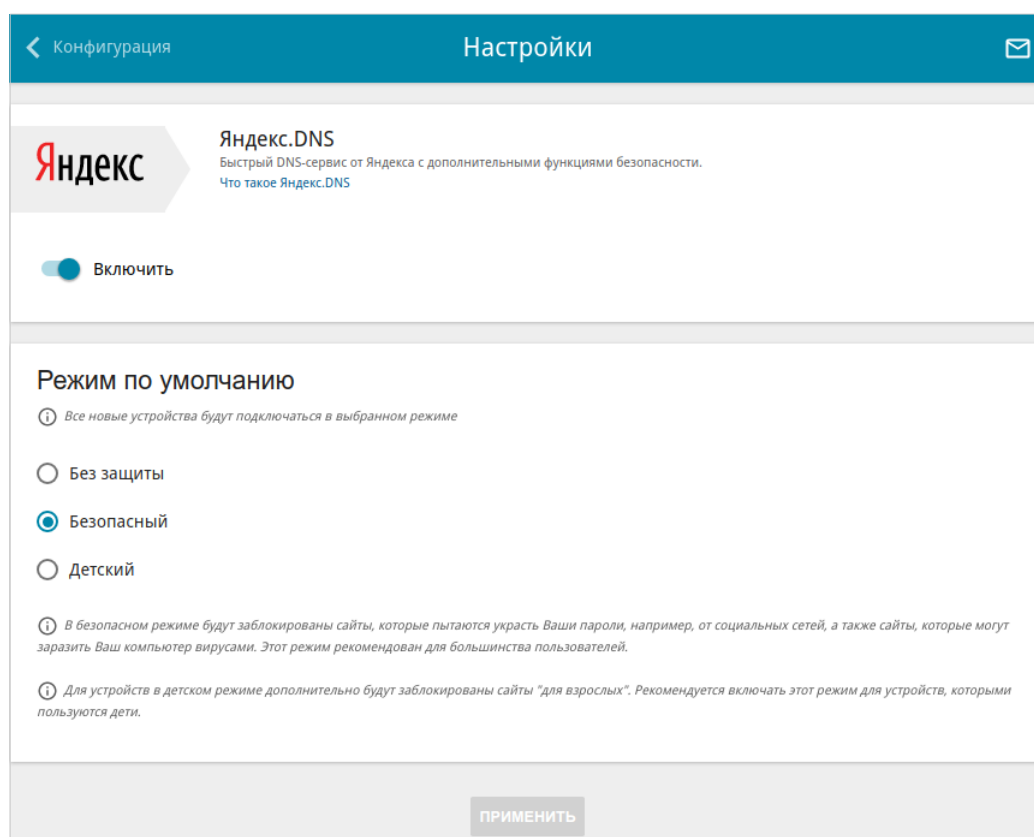 Конфигурация
Настройки
Яндекс
Яндекс.DNS
Быстрый DNS-сервис от Яндекса с дополнительными функциями безопасности.
Что такое Яндекс.DNS
Включить
Режим по умолчанию
Все новые устройства будут подключаться в выбранном режиме
Без защиты
Безопасный
Детский
В безопасном режиме будут заблокированы сайты, которые пытаются украсть Ваши пароли, например, от социальных сетей, а также сайты, которые могут
заразить Ваш компьютер вирусами. Этот режим рекомендован для большинства пользователей.
Для устройств в детском режиме дополнительно будут заблокированы сайты "для взрослых". Рекомендуется включать этот режим для устройств, которыми
пользуются дети.
ПРИМЕНИТЬ